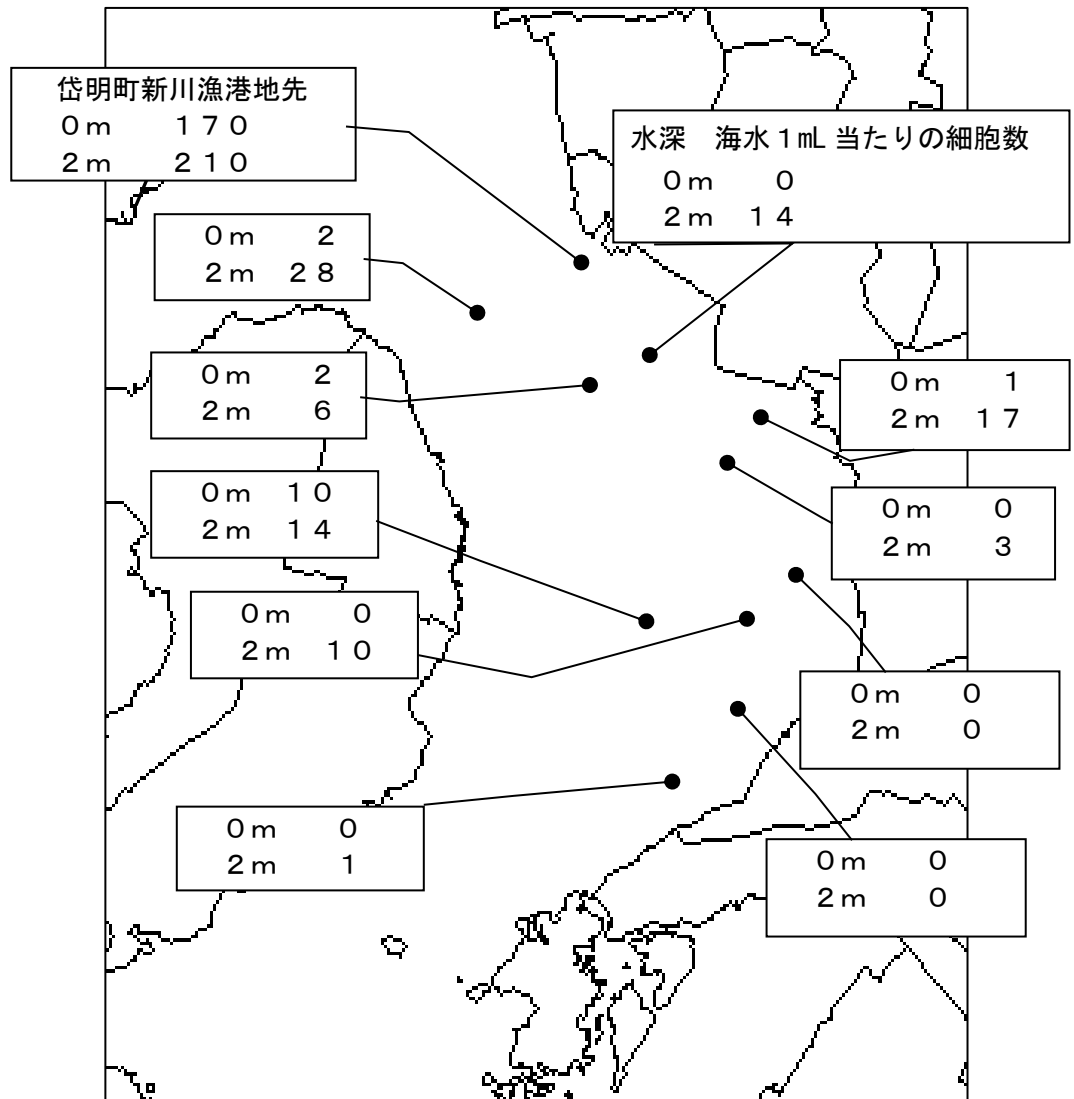 岱明町新川漁港地先
０ｍ　１７０
２ｍ　２１０
水深　海水１mL当たりの細胞数
０ｍ　０
２ｍ　１４
０ｍ　２
２ｍ　２８
０ｍ　２
２ｍ　６
０ｍ　１
２ｍ　１７
０ｍ　１０
２ｍ　１４
０ｍ　０
２ｍ　３
０ｍ　０
２ｍ　１０
０ｍ　０
２ｍ　０
０ｍ　０
２ｍ　１
０ｍ　０
２ｍ　０